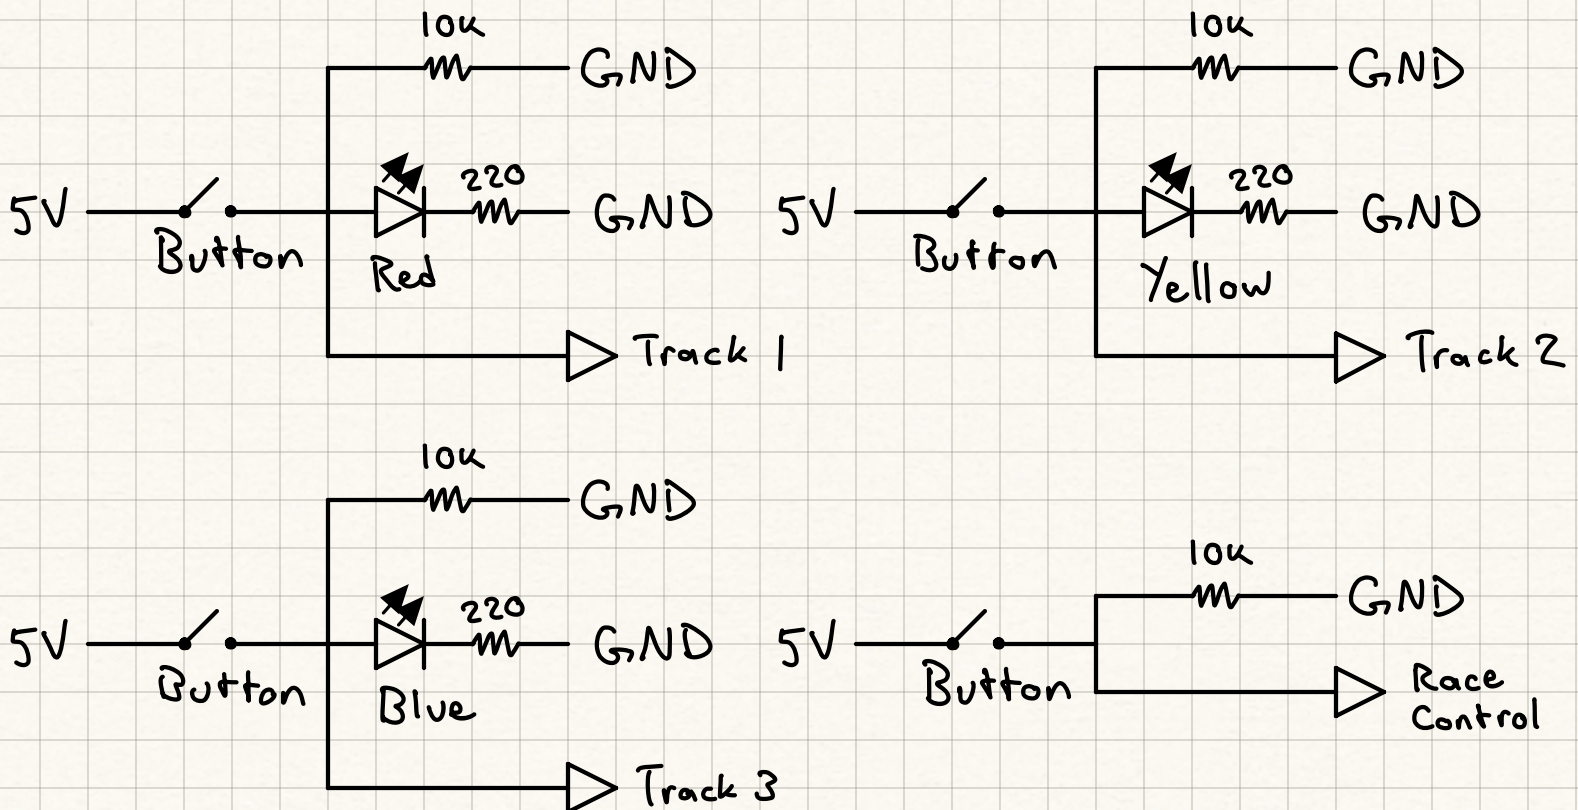 10k
GND
5V
Button
Red
220
GND
Track 1
10k
GND
5V
Button
Yellow
220
GND
Track 2
10k
GND
5V
Button
Blue
220
GND
Track 3
10k
GND
5V
Button
Race
Control